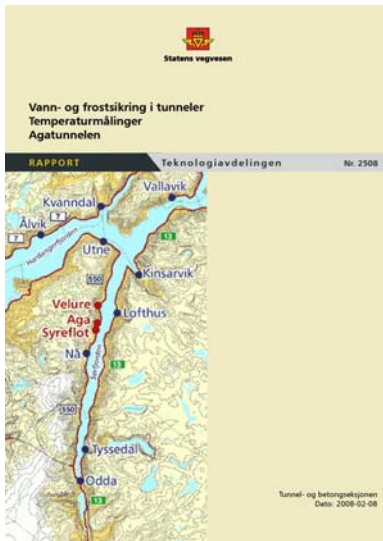 Statens vegvesen
Vann- og frostsikring i tunneler
Temperaturmålinger
Agatunnelen
RAPPORT
Teknologiavdelingen
Nr. 2508
Vallavik
Kvanndal
7
Ålvik
7
Hardangerfjorden
Utne
13
Kinsarvik
550
Velure
Aga
Lofthus
Syreflot
Nå
Sørfjorden
13
550
Tyssedal
Odda
13
Tunnel- og betongseksjonen
Dato: 2008-02-08